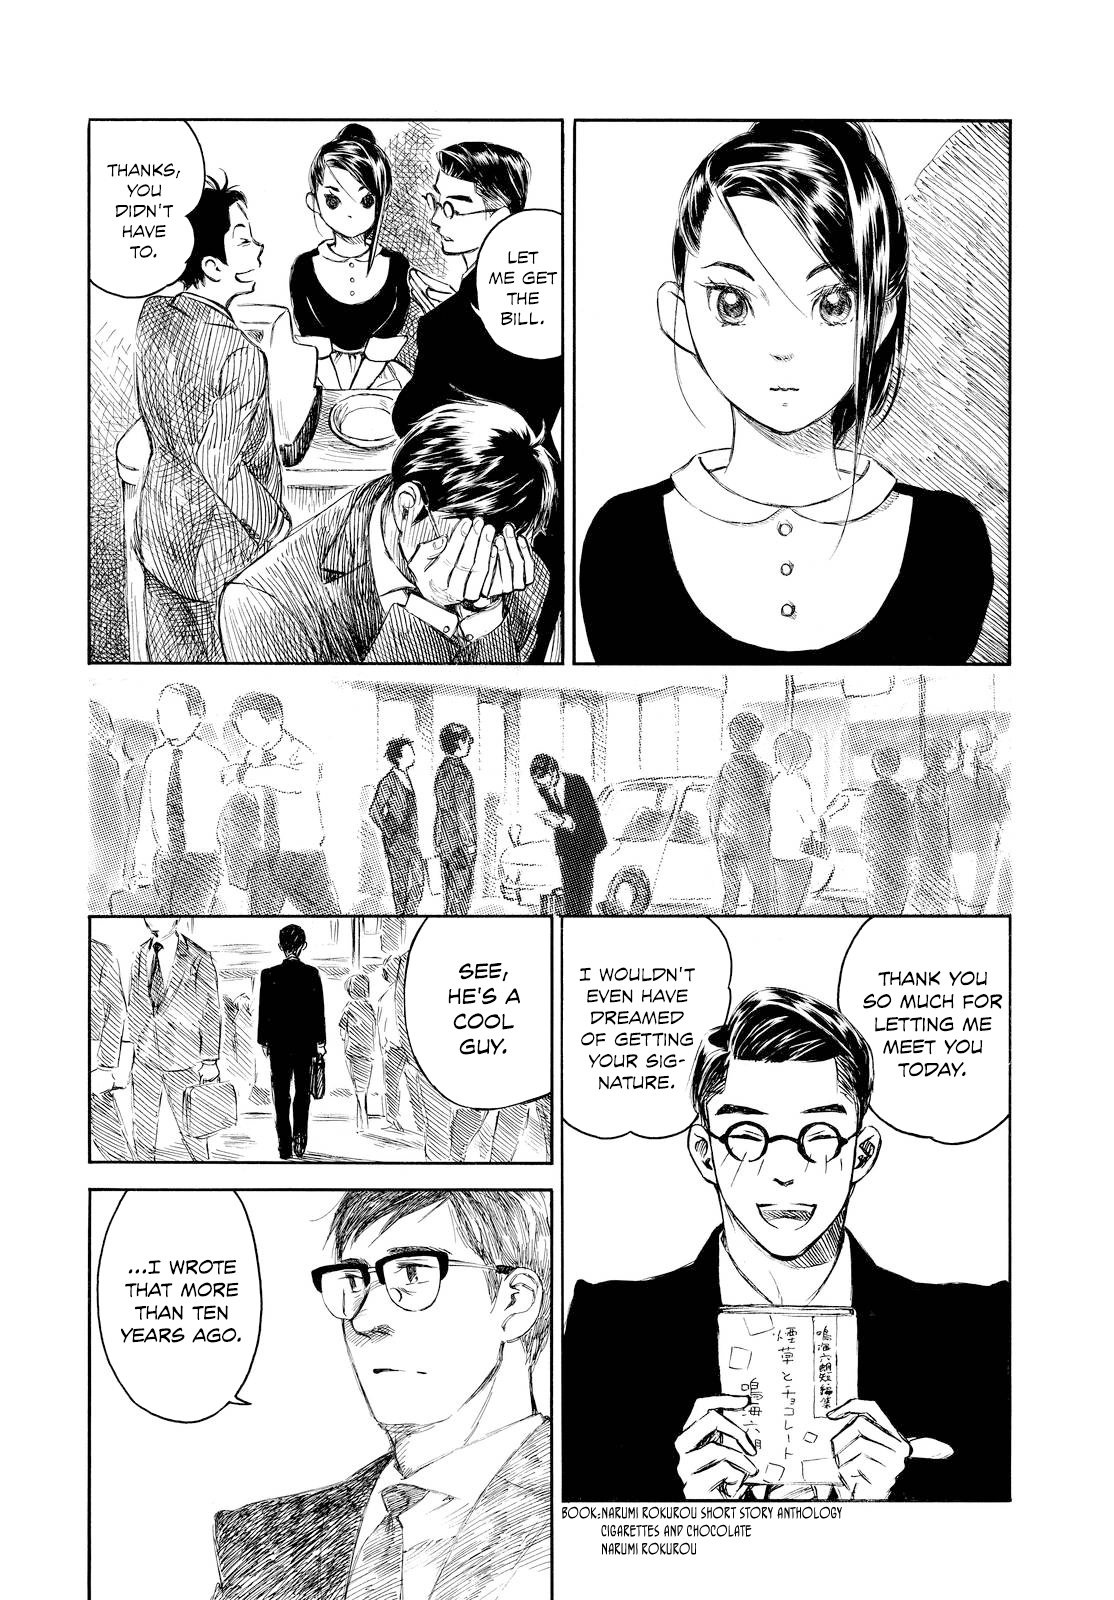 LET
ME GET
THE
BILL.
THANKS,
YOU
DIDN'T
HAVE
TO.
THANK YOU
SO MUCH FOR
LETTING ME
MEET YOU
TODAY.
I WOULDN'T
EVEN HAVE
DREAMED
OF GETTING
YOUR SIG-
NATURE.
鳴海六朗短編集
煙草とチョコレート
鳴海六朗
BOOK:NARUMI ROKUROU SHORT STORY ANTHOLOGY
CIGARETTES AND CHOCOLATE
NARUMI ROKUROU
SEE,
HE'S A
COOL
GUY.
...I WROTE
THAT MORE
THAN TEN
YEARS AGO.